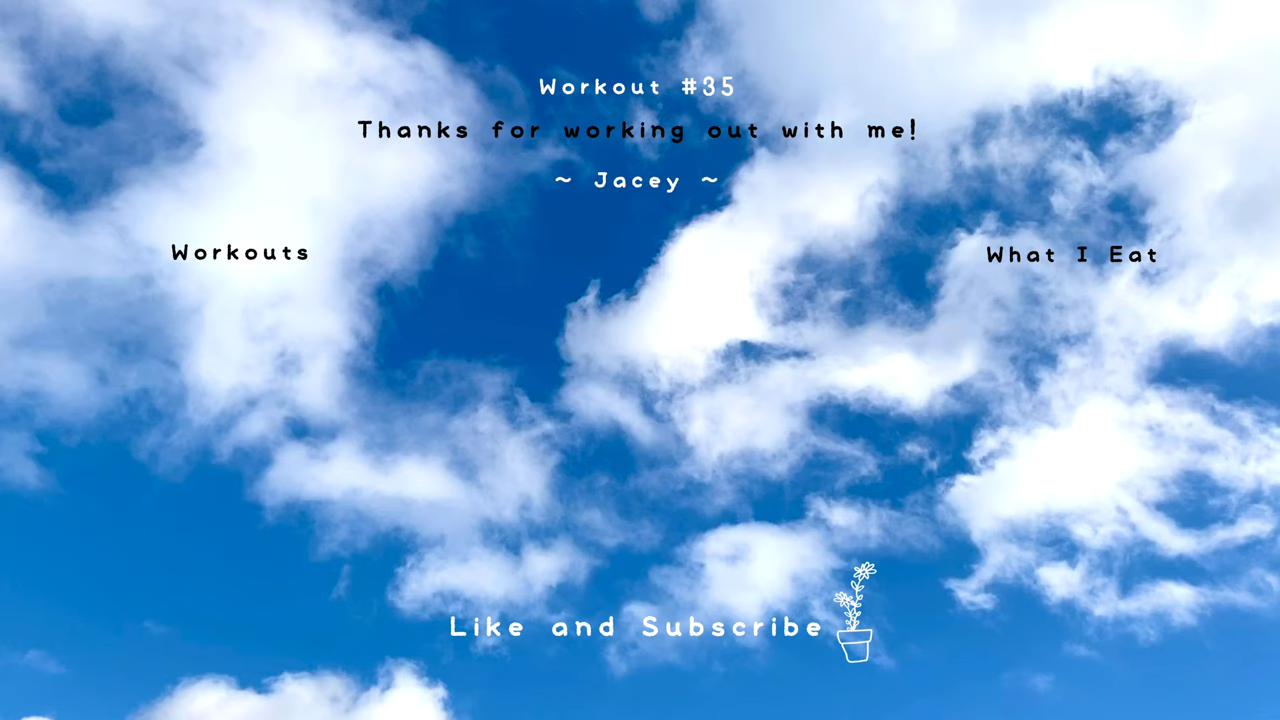 Workout #35
Thanks for working out with me!
~ Jacey ~
Workouts
What I Eat
Like and Subscribe